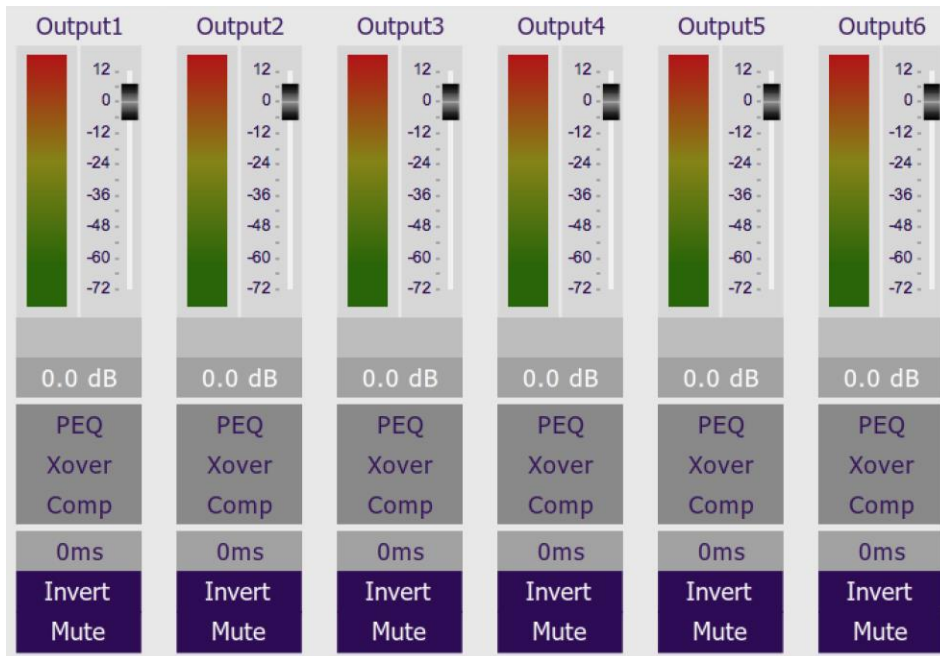 Output1 Output2 Output3 Output4 Output5 Output6
12 12 12 12 12 12
0 0 0 0 0 0
-12 -12 -12 -12 -12 -12
-24 -24 -24 -24 -24 -24
-36 -36 -36 -36 -36 -36
-48 -48 -48 -48 -48 -48
-60 -60 -60 -60 -60 -60
-72 -72 -72 -72 -72 -72
0.0 dB 0.0 dB 0.0 dB 0.0 dB 0.0 dB 0.0 dB
PEQ PEQ PEQ PEQ PEQ PEQ
Xover Xover Xover Xover Xover Xover
Comp Comp Comp Comp Comp Comp
0ms 0ms 0ms 0ms 0ms 0ms
Invert Invert Invert Invert Invert Invert
Mute Mute Mute Mute Mute Mute